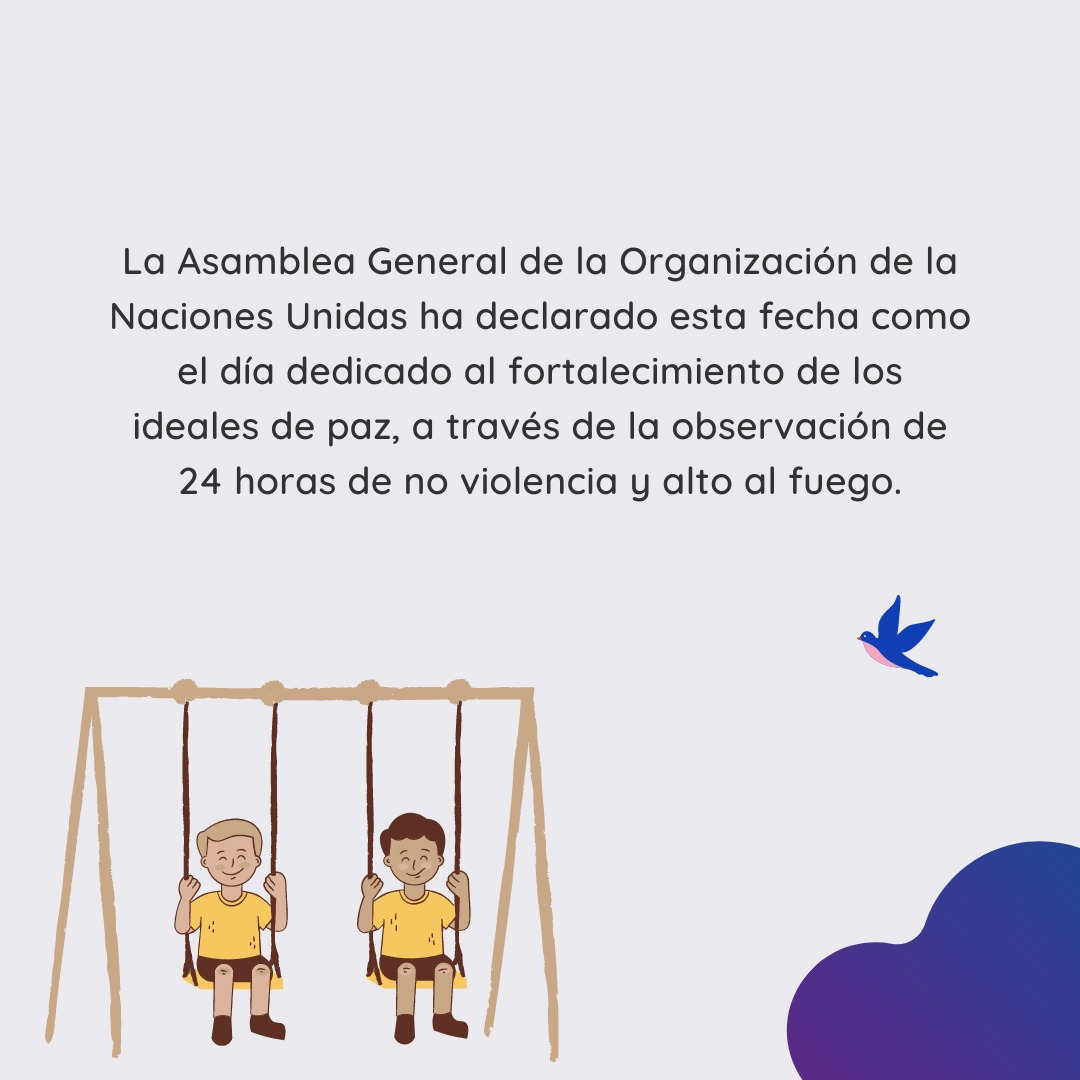 La Asamblea General de la Organización de la
Naciones Unidas ha declarado esta fecha como
el día dedicado al fortalecimiento de los
ideales de paz, a través de la observación de
24 horas de no violencia y alto al fuego.